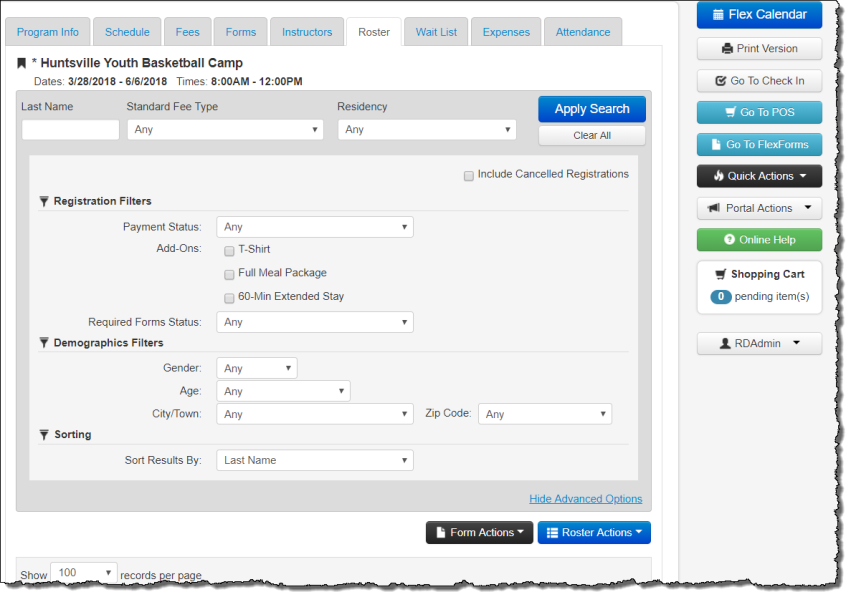 Program Info Schedule Fees Forms Instructors Roster Wait List Expenses Attendance
* Huntsville Youth Basketball Camp
Dates: 3/28/2018 - 6/6/2018 Times: 8:00AM - 12:00PM
Last Name Standard Fee Type Residency
Any Any
Apply Search
Clear All
Include Cancelled Registrations
Registration Filters
Payment Status: Any
Add-Ons: T-Shirt
Full Meal Package
60-Min Extended Stay
Required Forms Status: Any
Demographics Filters
Gender: Any
Age: Any
City/Town: Any Zip Code: Any
Sorting
Sort Results By: Last Name
Hide Advanced Options
Form Actions Roster Actions
Show 100 records per page
Flex Calendar
Print Version
Go To Check In
Go To POS
Go To FlexForms
Quick Actions
Portal Actions
Online Help
Shopping Cart
0 pending item(s)
RDAdmin